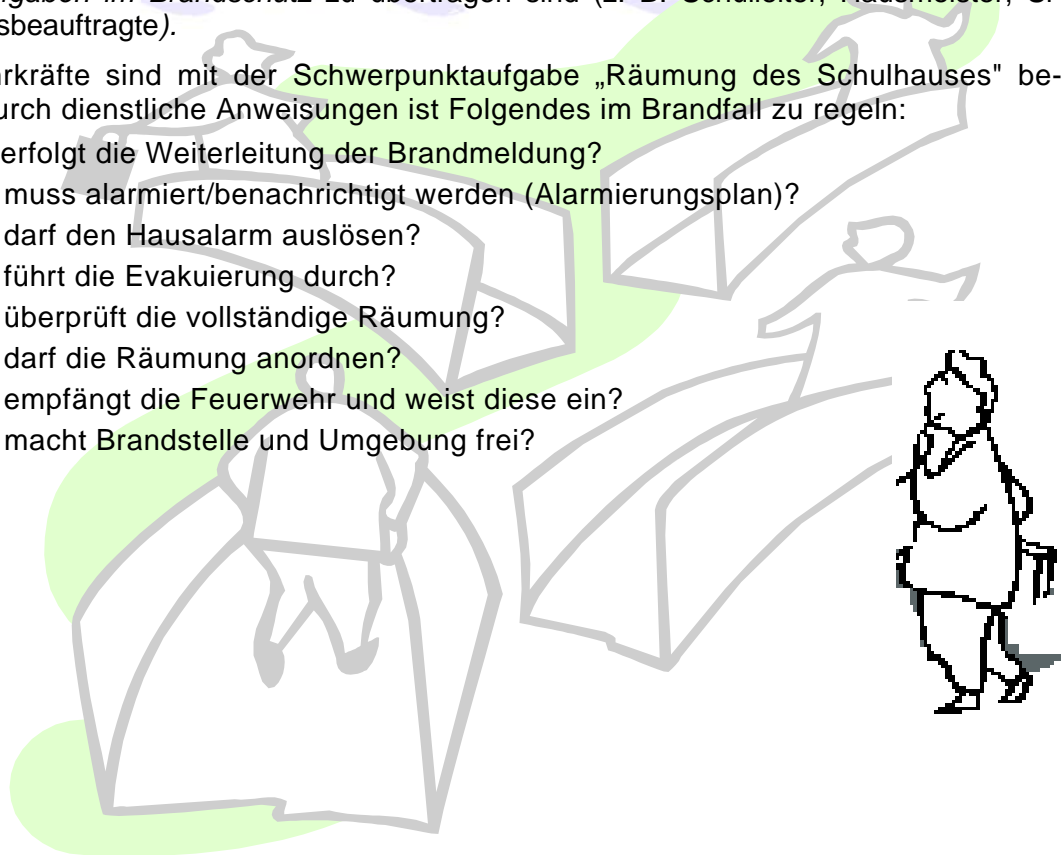 gaben im Brandschutz zu übertragen sind (z. B. Schulleiter, Hausmeister, Si-
sbeauftragte).
rkräfte sind mit der Schwerpunktaufgabe „Räumung des Schulhauses" be-
urch dienstliche Anweisungen ist Folgendes im Brandfall zu regeln:
erfolgt die Weiterleitung der Brandmeldung?
muss alarmiert/benachrichtigt werden (Alarmierungsplan)?
darf den Hausalarm auslösen?
führt die Evakuierung durch?
überprüft die vollständige Räumung?
darf die Räumung anordnen?
empfängt die Feuerwehr und weist diese ein?
macht Brandstelle und Umgebung frei?